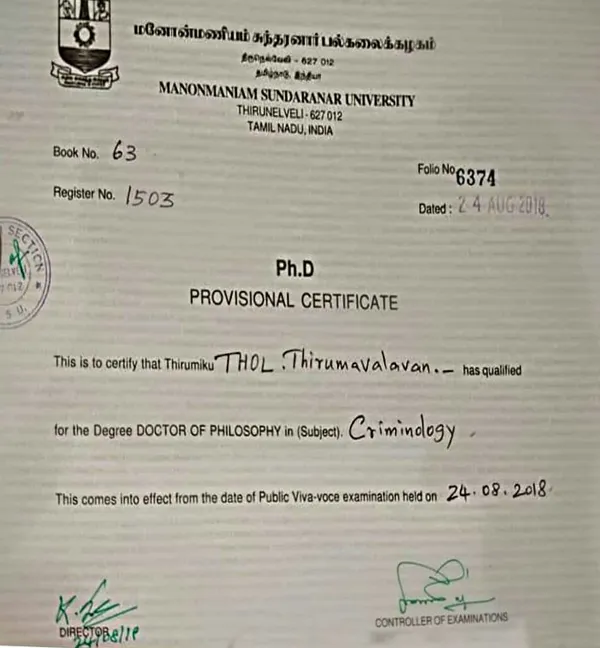 மனோன்மணியம் சுந்தரனார் பல்கலைக்கழகம்
திருநெல்வேலி - 627 012
தமிழ்நாடு, இந்தியா
MANONMANIAM SUNDARANAR UNIVERSITY
THIRUNELVELI - 627 012
TAMIL NADU, INDIA
Book No. 63
Folio No 6374
Register No. 1503
Dated : 24 AUG 2018
SECTION
S U.
Ph.D
PROVISIONAL CERTIFICATE
This is to certify that Thirumiku THOL. Thirumavalavan. — has qualified
for the Degree DOCTOR OF PHILOSOPHY in (Subject). Criminology
This comes into effect from the date of Public Viva-voce examination held on 24.08.2018
DIRECTOR
CONTROLLER OF EXAMINATIONS